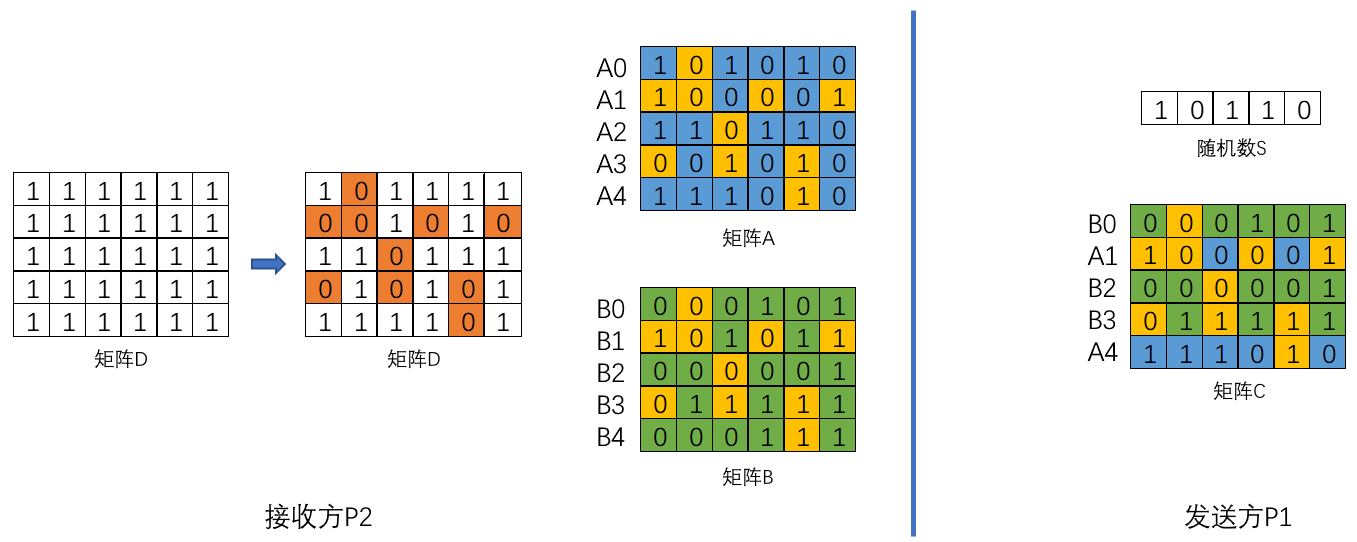 1 1 1 1 1 1
1 1 1 1 1 1
1 1 1 1 1 1
1 1 1 1 1 1
1 1 1 1 1 1
矩阵D
1 0 1 1 1 1
0 0 1 0 1 0
1 1 0 1 1 1
0 1 0 1 0 1
1 1 1 1 0 1
矩阵D
A0 1 0 1 0 1 0
A1 1 0 0 0 0 1
A2 1 1 0 1 1 0
A3 0 0 1 0 1 0
A4 1 1 1 0 1 0
矩阵A
B0 0 0 0 1 0 1
B1 1 0 1 0 1 1
B2 0 0 0 0 0 1
B3 0 1 1 1 1 1
B4 0 0 0 1 1 1
矩阵B
接收方P2
1 0 1 1 0
随机数S
B0 0 0 0 1 0 1
A1 1 0 0 0 0 1
B2 0 0 0 0 0 1
B3 0 1 1 1 1 1
A4 1 1 1 0 1 0
矩阵C
发送方P1